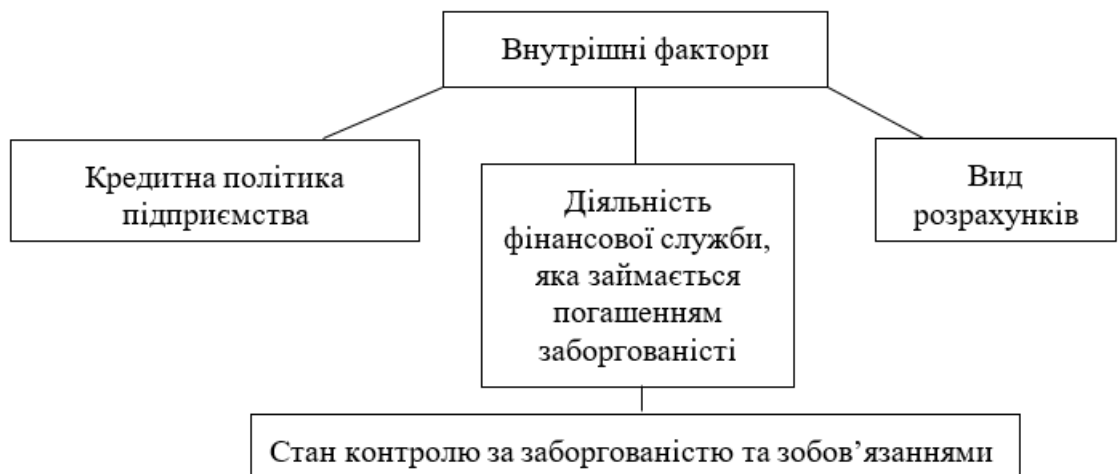 Внутрішні фактори
Кредитна політика
підприємства
Діяльність
фінансової служби,
яка займається
погашенням
заборгованісті
Вид
розрахунків
Стан контролю за заборгованістю та зобов’язаннями